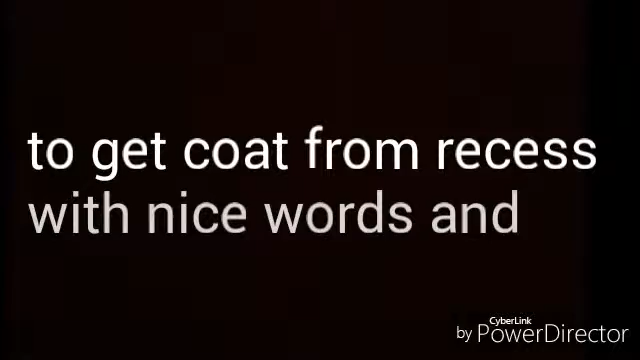 to get coat from recess
with nice words and
CyberLink
by PowerDirector